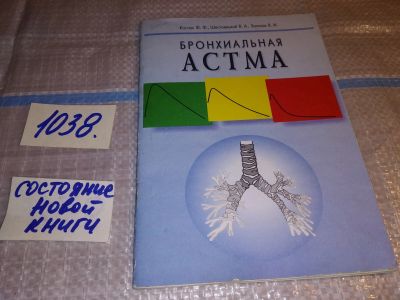 БРОНХИАЛЬНАЯ
АСТМА
1038.
состояние
новой
книги